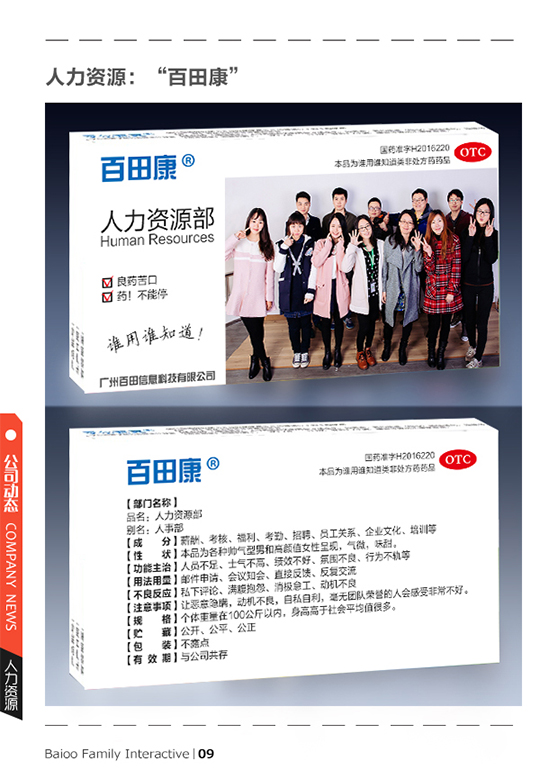 人力资源：“百田康”
百田康®
国药准字H2016220
本品为谁用谁知道类非处方药药品
OTC
人力资源部
Human Resources
良药苦口
药！不能停
谁用谁知道！
广州百田信息科技有限公司
百田康®
国药准字H2016220
本品为谁用谁知道类非处方药药品
OTC
【部门名称】
品名：人力资源部
别名：人事部
【成 分】薪酬、考核、福利、考勤、招聘、员工关系、企业文化、培训等
【性 状】本品为各种帅气型男和高颜值女性呈现，气微，味甜。
【功能主治】人员不足、士气不高、绩效不好、氛围不良、行为不轨等
【用法用量】邮件申请、会议知会、直接反馈、反复交流
【不良反应】私下评论、满腹抱怨、消极怠工、动机不良
【注意事项】让恶意隐瞒，动机不良，自私自利，毫无团队荣誉的人会感受非常不好。
【规 格】个体重量在100公斤以内，身高高于社会平均值很多。
【贮 藏】公开、公平、公正
【包 装】不露点
【有 效 期】与公司共存
公司动态 COMPANY NEWS
人力资源
Baioo Family Interactive | 09